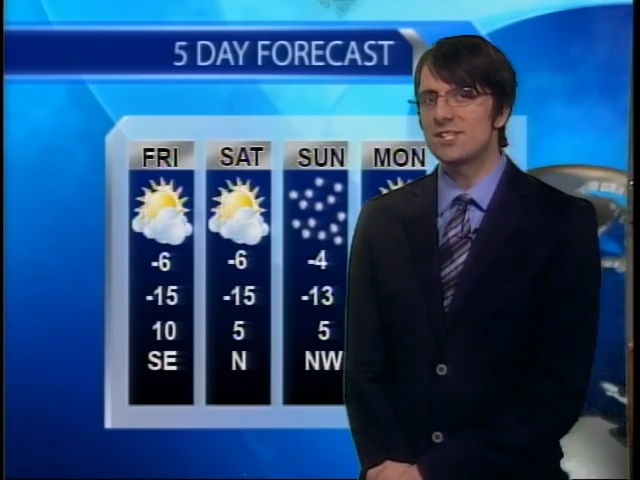 5 DAY FORECAST
FRI SAT SUN MON
-6 -6 -4
-15 -15 -13
10 5 5
SE N NW